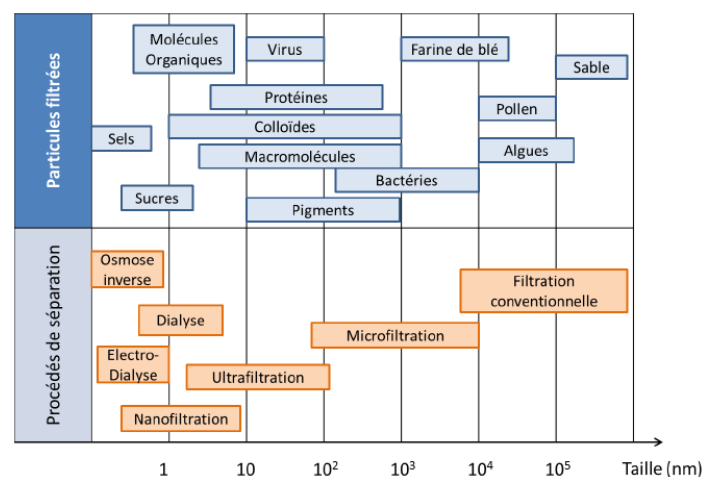 Particules filtrées
Molécules
Organiques
Virus
Farine de blé
Sable
Protéines
Pollen
Colloïdes
Sels
Algues
Macromolécules
Bactéries
Sucres
Pigments
Procédés de séparation
Osmose
inverse
Filtration
conventionnelle
Dialyse
Microfiltration
Electro-
Dialyse
Ultrafiltration
Nanofiltration
1 10 10² 10³ 10⁴ 10⁵ Taille (nm)